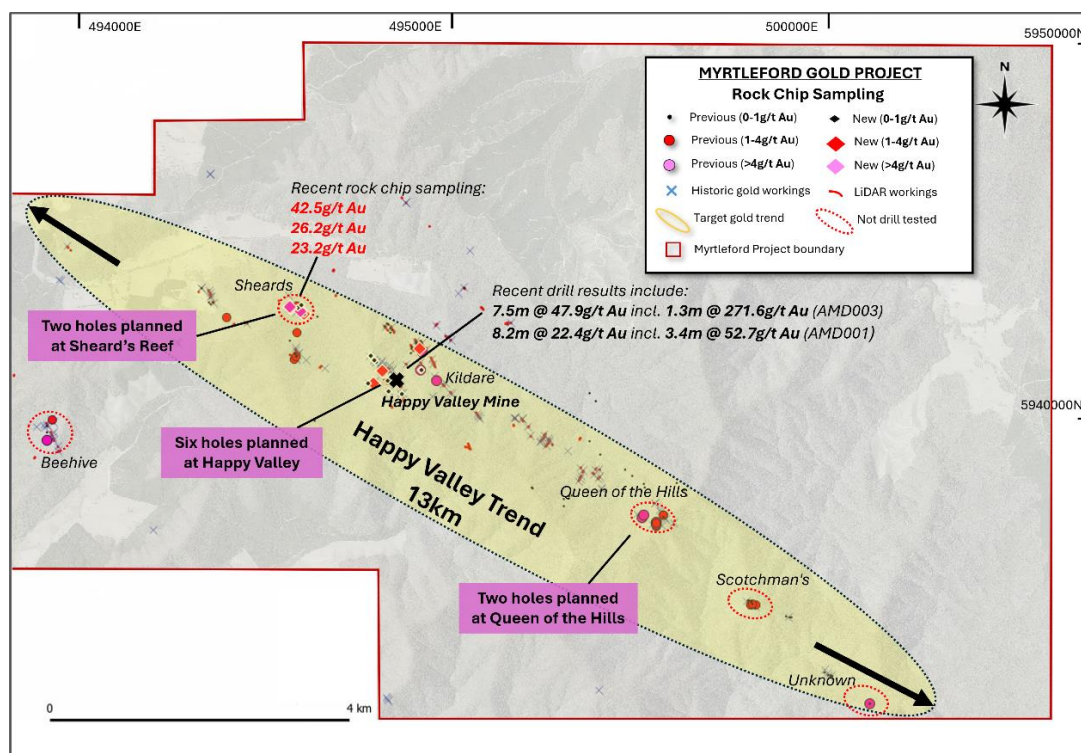 494000E
495000E
500000E
5950000N
MYRTLEFORD GOLD PROJECT
Rock Chip Sampling
Previous (0-1g/t Au)
New (0-1g/t Au)
Previous (1-4g/t Au)
New (1-4g/t Au)
Previous (>4g/t Au)
New (>4g/t Au)
Historic gold workings
LiDAR workings
Target gold trend
Not drill tested
Myrtleford Project boundary
N
Recent rock chip sampling:
42.5g/t Au
26.2g/t Au
23.2g/t Au
Sheards
Two holes planned
at Sheard's Reef
Recent drill results include:
7.5m @ 47.9g/t Au incl. 1.3m @ 271.6g/t Au (AMD003)
8.2m @ 22.4g/t Au incl. 3.4m @ 52.7g/t Au (AMD001)
Kildare
Happy Valley Mine
5940000N
Six holes planned
at Happy Valley
Beehive
Happy Valley Trend
13km
Queen of the Hills
Two holes planned
at Queen of the Hills
Scotchman's
Unknown
0
4 km